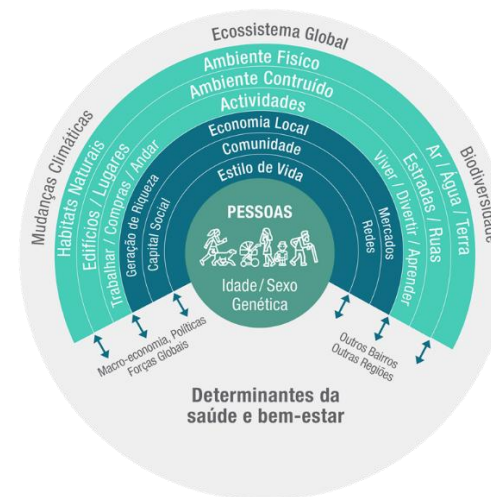 Ecossistema Global
Mudanças Climáticas
Biodiversidade
Ambiente Fisíco
Habitats Naturais
Ar / Água / Terra
Ambiente Contruído
Edifícios / Lugares
Estradas / Ruas
Actividades
Trabalhar / Compras / Andar
Viver / Divertir / Aprender
Economia Local
Geração de Riqueza
Mercados
Comunidade
Capital Social
Redes
Estilo de Vida
PESSOAS
Idade / Sexo
Genética
Macro-economia, Políticas
Forças Globais
Outros Bairros
Outras Regiões
Determinantes da
saúde e bem-estar